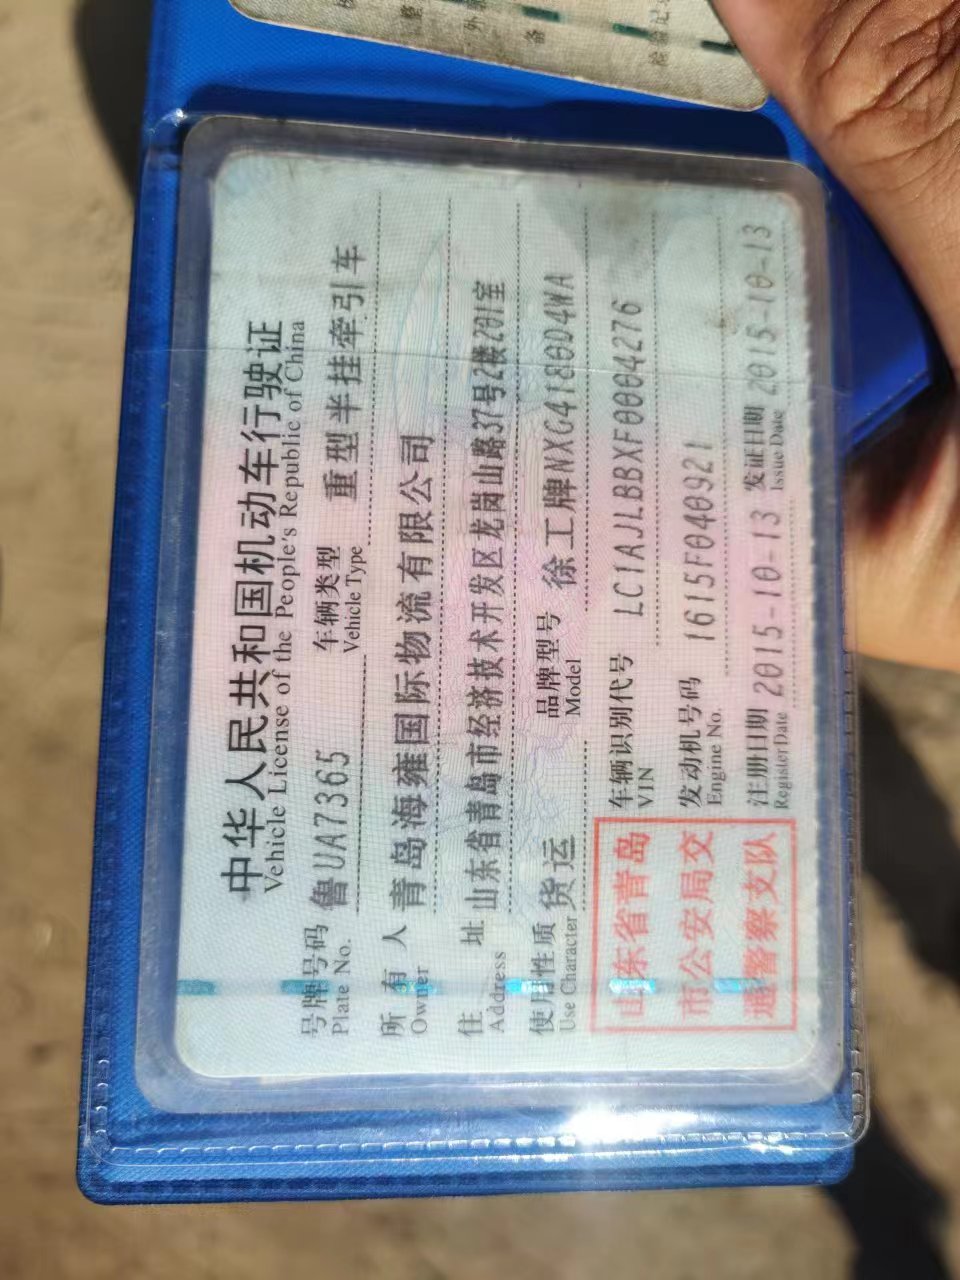 中华人民共和国机动车行驶证
Vehicle License of the People's Republic of China
号牌号码 鲁UA7365 车辆类型 重型半挂牵引车
Plate No. Vehicle Type
所有人 青岛海雍国际物流有限公司
Owner
住址 山东省青岛市经济技术开发区龙岗山路37号2楼201室
Address
使用性质 货运 品牌型号 徐工牌NXG4180D4WA
Use Character Model
山东省青岛
市公安局交
通警察支队
车辆识别代号 LC1AJLBBXF0004276
VIN
发动机号码 1615F040921
Engine No.
注册日期 2015-10-13 发证日期 2015-10-13
Register Date Issue Date